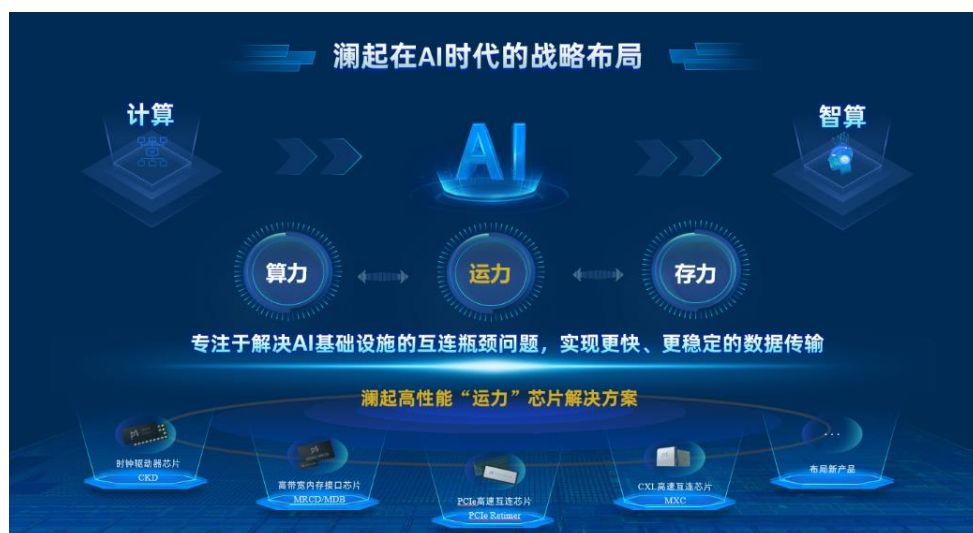 澜起在AI时代的战略布局
计算
AI
智算
算力
运力
存力
专注于解决AI基础设施的互连瓶颈问题，实现更快、更稳定的数据传输
澜起高性能“运力”芯片解决方案
时钟驱动器芯片
CKD
高带宽内存接口芯片
MRCD/MDB
PCIe高速互连芯片
PCIe Retimer
CXL高速互连芯片
MXC
...
布局新产品